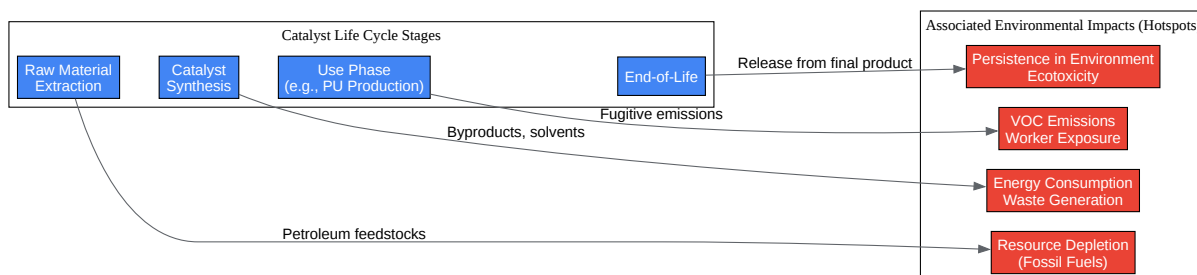 Catalyst Life Cycle Stages
Raw Material
Extraction
Catalyst
Synthesis
Use Phase
(e.g., PU Production)
End-of-Life
Release from final product
Fugitive emissions
Byproducts, solvents
Petroleum feedstocks
Associated Environmental Impacts (Hotspots
Persistence in Environment
Ecotoxicity
VOC Emissions
Worker Exposure
Energy Consumption
Waste Generation
Resource Depletion
(Fossil Fuels)